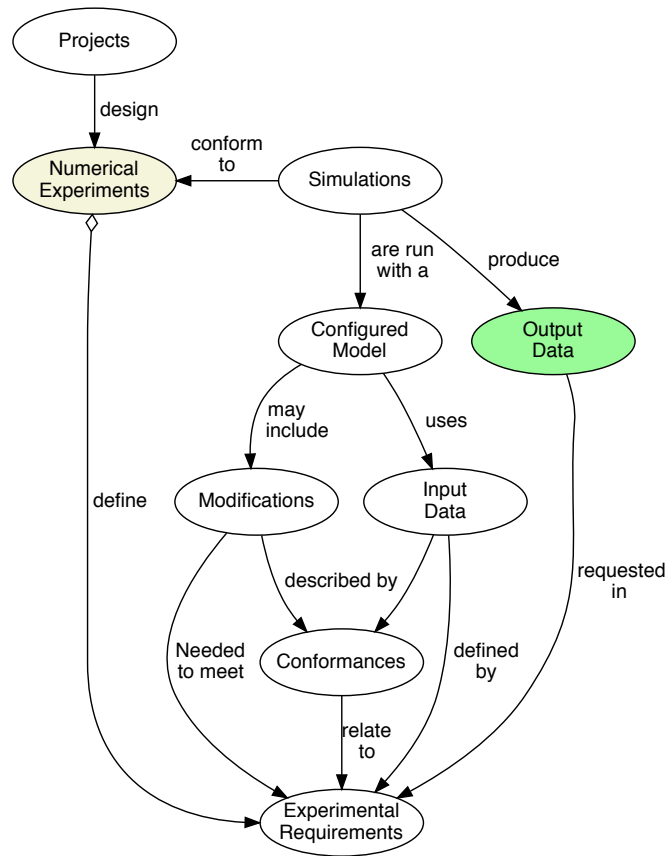 Projects
design
conform
to
Numerical
Experiments
Simulations
are run
with a
produce
Configured
Model
Output
Data
may
include
uses
Modifications
Input
Data
define
described by
requested
in
Needed
to meet
Conformances
defined
by
relate
to
Experimental
Requirements